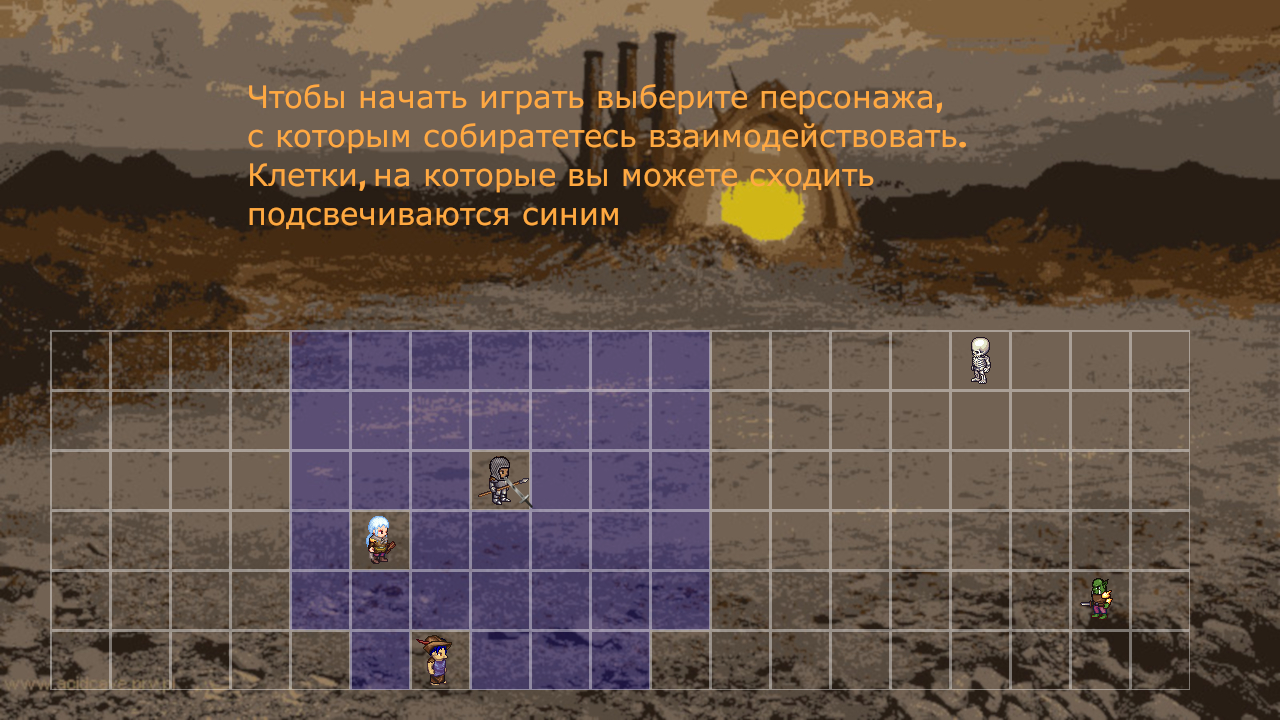 Чтобы начать играть выберите персонажа,
с которым собиратетесь взаимодействовать.
Клетки, на которые вы можете сходить
подсвечиваются синим